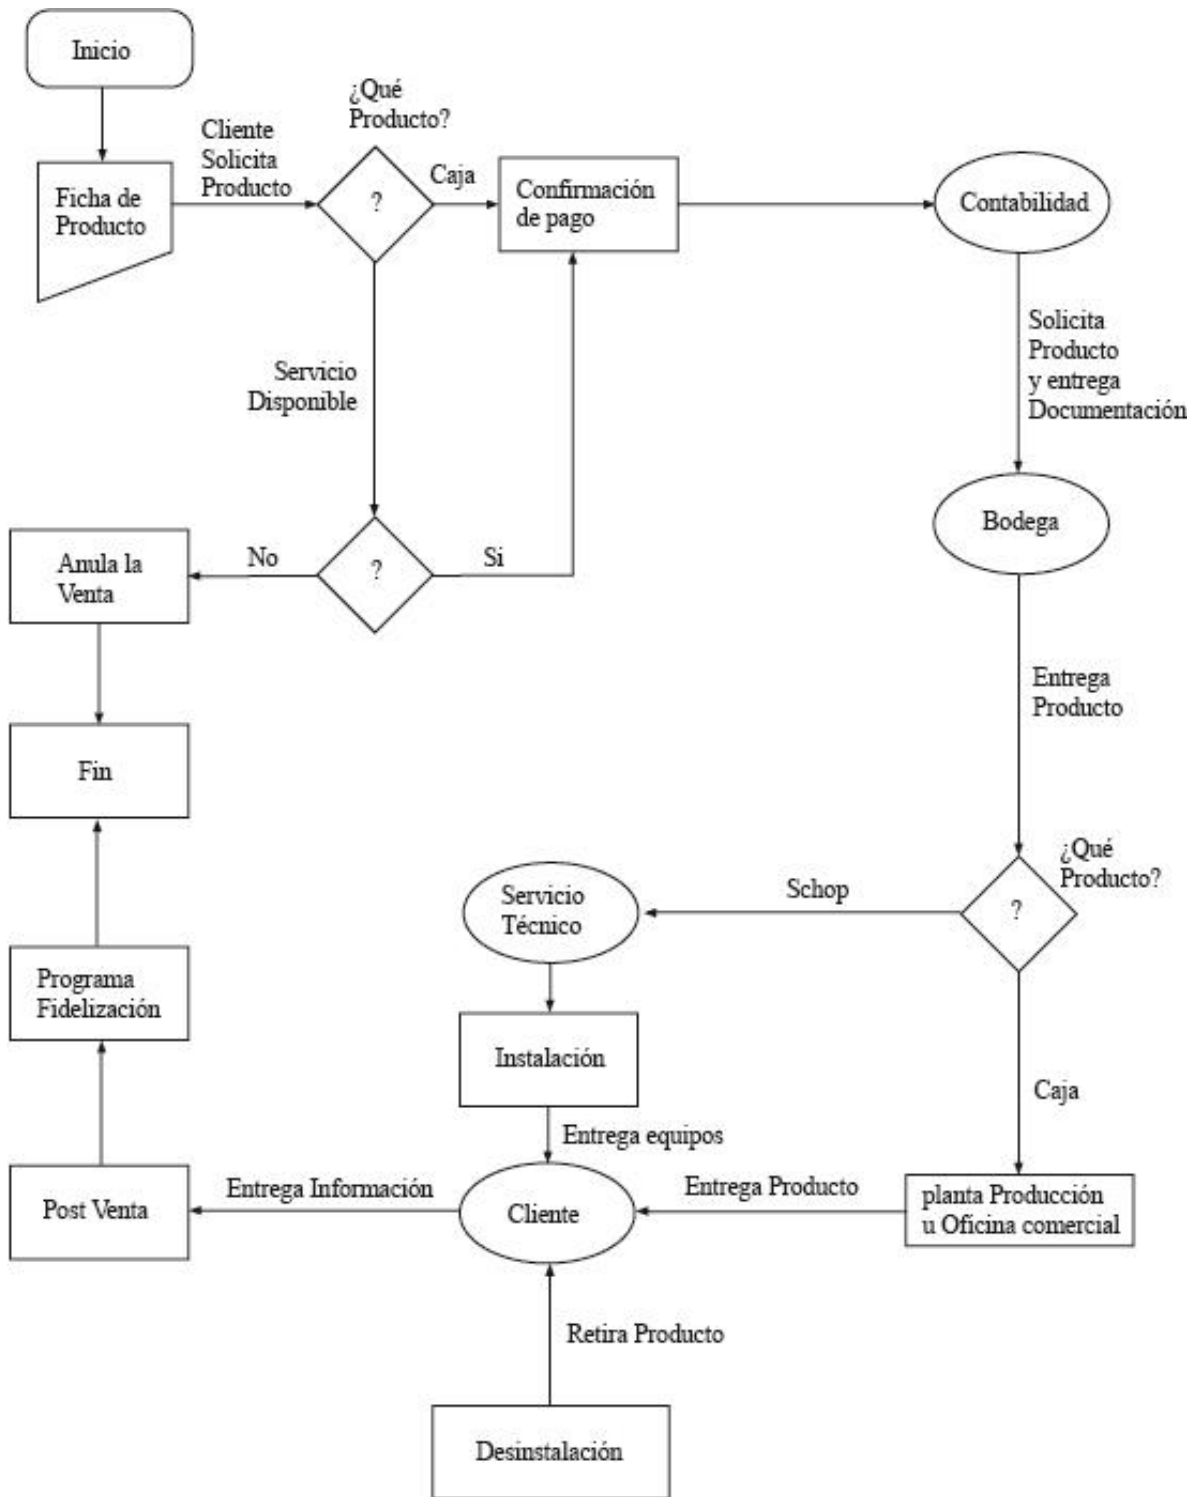 Inicio
¿Qué
Producto?
Cliente
Solicita
Producto
Caja
Ficha de
Producto
?
Confirmación
de pago
Contabilidad
Solicita
Producto
y entrega
Documentación
Servicio
Disponible
Bodega
Anula la
Venta
No
?
Si
Entrega
Producto
Fin
¿Qué
Producto?
Schop
?
Servicio
Técnico
Programa
Fidelización
Instalación
Caja
Entrega equipos
Post Venta
Entrega Información
Cliente
Entrega Producto
planta Producción
u Oficina comercial
Retira Producto
Desinstalación